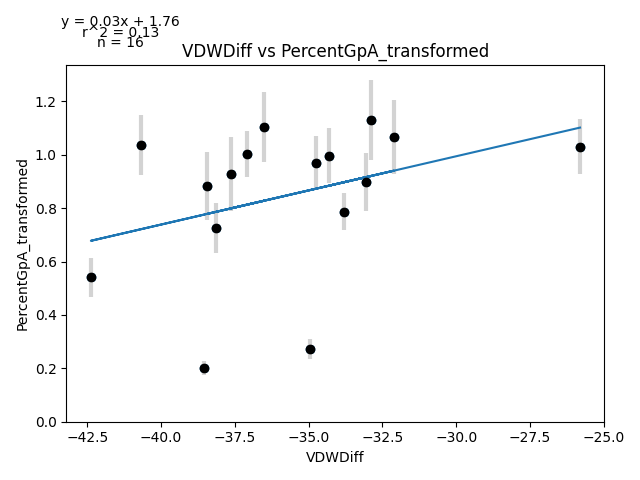 y = 0.03x + 1.76
r^2 = 0.13
n = 16
VDWDiff vs PercentGpA_transformed
PercentGpA_transformed
1.2
1.0
0.8
0.6
0.4
0.2
0.0
−42.5 −40.0 −37.5 −35.0 −32.5 −30.0 −27.5 −25.0
VDWDiff